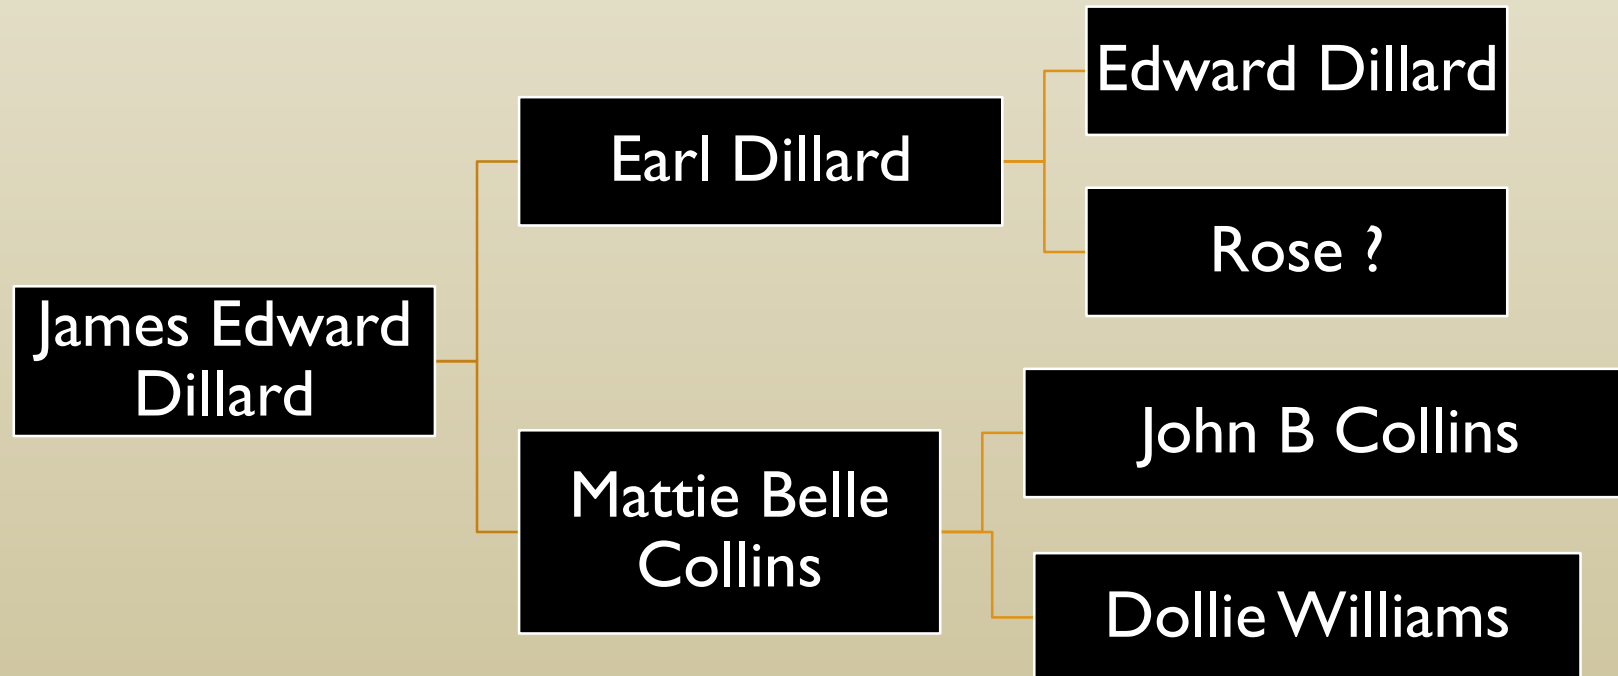 Edward Dillard
Earl Dillard
Rose ?
James Edward
Dillard
John B Collins
Mattie Belle
Collins
Dollie Williams